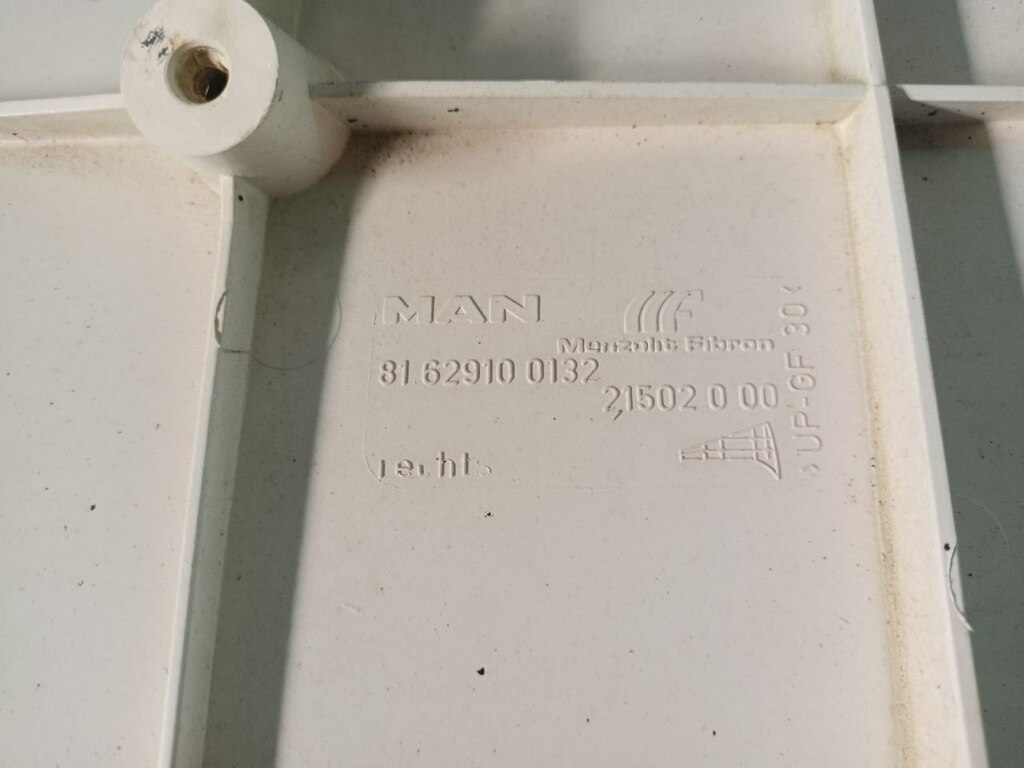 MAN
Menzolit Fibron
81.62910 0132
21502 0 00
rechts
>UP-GF 30<